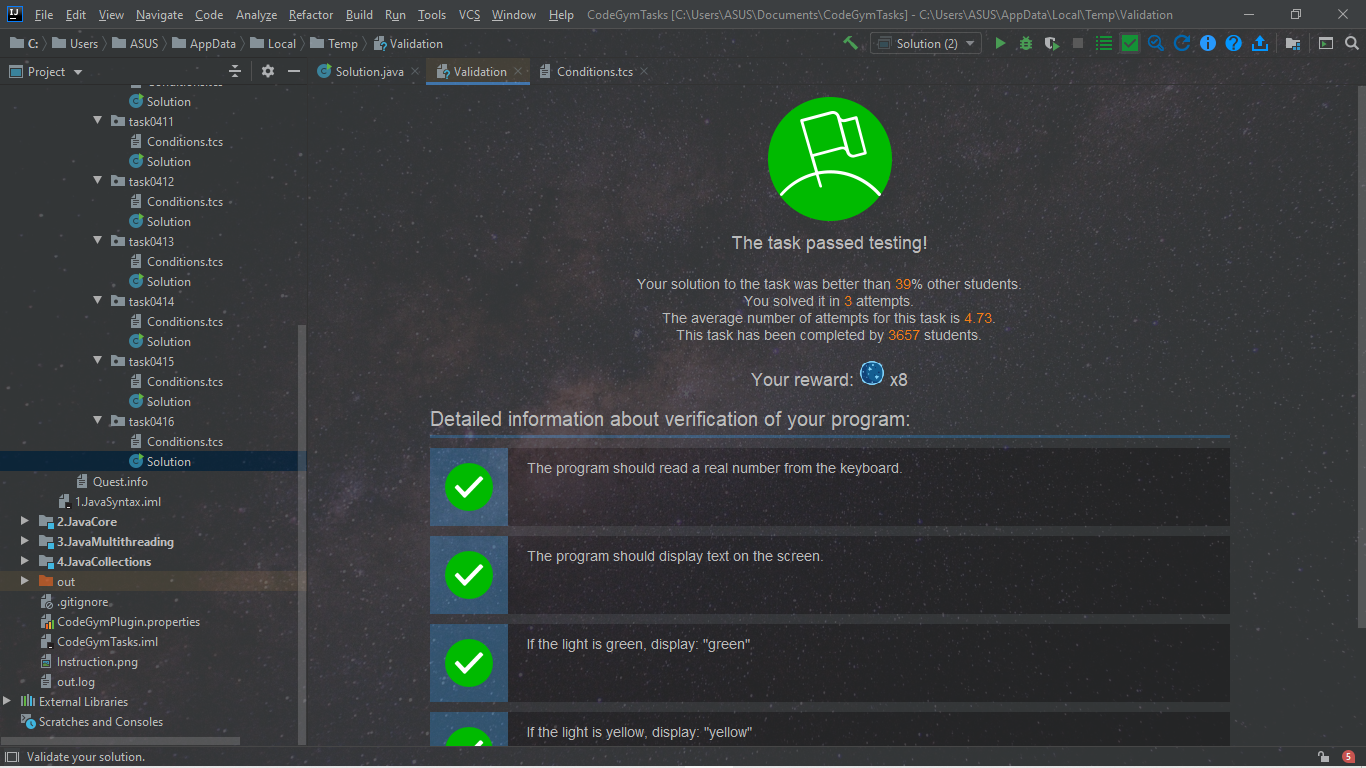 IJ File Edit View Navigate Code Analyze Refactor Build Run Tools VCS Window Help CodeGymTasks [C:\Users\ASUS\Documents\CodeGymTasks] - C:\Users\ASUS\AppData\Local\Temp\Validation
C: Users ASUS AppData Local Temp Validation Solution (2)
Project Solution.java Validation Conditions.tcs
Conditions.tcs
Solution
task0411
Conditions.tcs
Solution
task0412
Conditions.tcs
Solution
task0413
Conditions.tcs
Solution
task0414
Conditions.tcs
Solution
task0415
Conditions.tcs
Solution
task0416
Conditions.tcs
Solution
Quest.info
1.JavaSyntax.iml
2.JavaCore
3.JavaMultithreading
4.JavaCollections
out
.gitignore
CodeGymPlugin.properties
CodeGymTasks.iml
Instruction.png
out.log
External Libraries
Scratches and Consoles
The task passed testing!
Your solution to the task was better than 39% other students.
You solved it in 3 attempts.
The average number of attempts for this task is 4.73.
This task has been completed by 3657 students.
Your reward: x8
Detailed information about verification of your program:
The program should read a real number from the keyboard.
The program should display text on the screen.
If the light is green, display: "green"
If the light is yellow, display: "yellow"
Validate your solution. 5